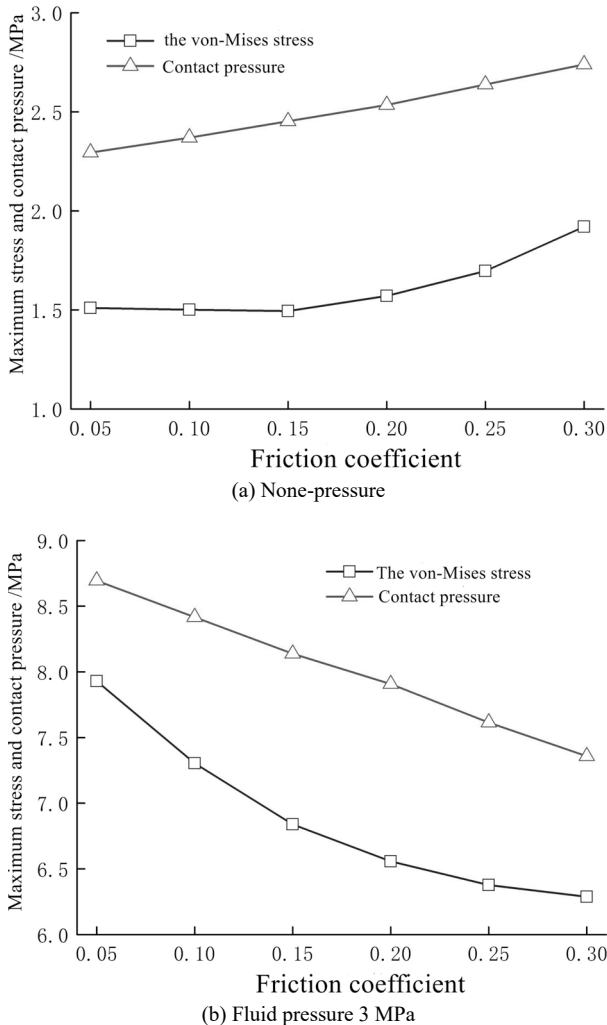 3.0
2.5
2.0
1.5
1.0
Maximum stress and contact pressure /MPa
the von-Mises stress
Contact pressure
0.05 0.10 0.15 0.20 0.25 0.30
Friction coefficient
(a) None-pressure
9.0
8.5
8.0
7.5
7.0
6.5
6.0
Maximum stress and contact pressure /MPa
The von-Mises stress
Contact pressure
0.05 0.10 0.15 0.20 0.25 0.30
Friction coefficient
(b) Fluid pressure 3 MPa